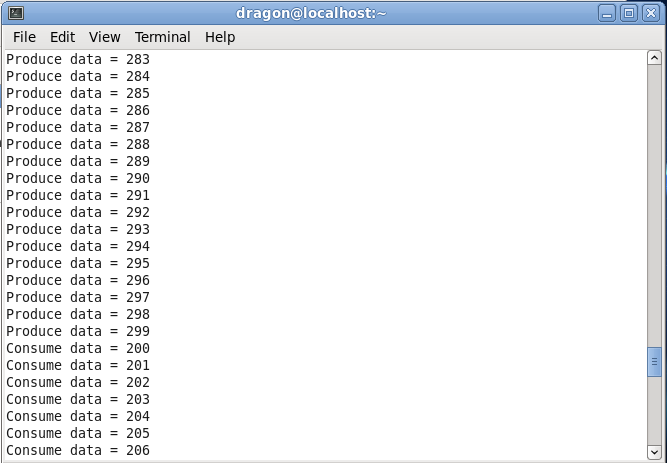 dragon@localhost:~
File Edit View Terminal Help
Produce data = 283
Produce data = 284
Produce data = 285
Produce data = 286
Produce data = 287
Produce data = 288
Produce data = 289
Produce data = 290
Produce data = 291
Produce data = 292
Produce data = 293
Produce data = 294
Produce data = 295
Produce data = 296
Produce data = 297
Produce data = 298
Produce data = 299
Consume data = 200
Consume data = 201
Consume data = 202
Consume data = 203
Consume data = 204
Consume data = 205
Consume data = 206